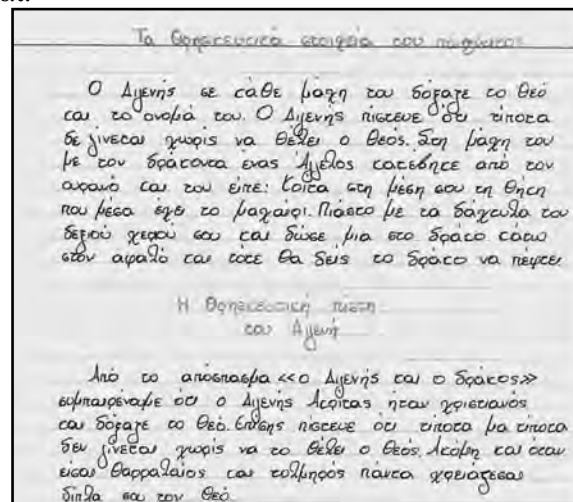 Τα θρησκευτικά στοιχεία του ποιήματος
Ο Διγενής σε κάθε μάχη του δόξαζε το Θεό
και το όνομά του. Ο Διγενής πίστευε ότι τίποτα
δε γίνεται χωρίς να θέλει ο Θεός. Στη μάχη του
με τον δράκοντα ένας Άγγελος κατέβηκε από τον
ουρανό και του είπε: Κοίτα στη μέση σου τη θήκη
που μέσα έχει το μαχαίρι. Πιάστο με τα δάχτυλα του
δεξιού χεριού σου και δώσε μια στο δράκο κάτω
στον αφαλό και τότε θα δεις το δράκο να πέφτει
Η θρησκευτική πίστη
του Διγενή
Από το απόσπασμα «ο Διγενής και ο δράκος»
συμπαιρέναμε ότι ο Διγενής Ακρίτας ήταν χριστιανός
και δόξαζε το Θεό. Επίσης πίστευε ότι τίποτα μα τίποτα
δεν γίνεται χωρίς να το θέλει ο Θεός. Ακόμη και όταν
είσαι θαρραλαίος και τολμηρός πάντα χρειάζεσαι
δίπλα σου τον Θεό